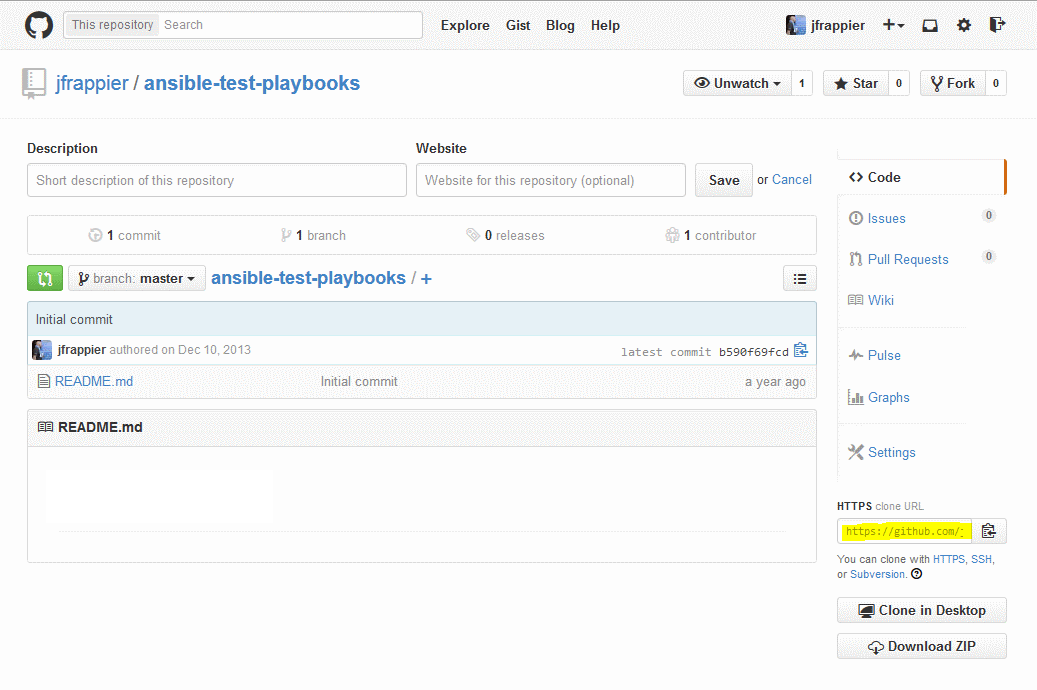 This repository Search Explore Gist Blog Help jfrappier
jfrappier / ansible-test-playbooks Unwatch 1 Star 0 Fork 0
Description Website
Short description of this repository Website for this repository (optional) Save or Cancel
1 commit 1 branch 0 releases 1 contributor
branch: master ansible-test-playbooks / +
Initial commit
jfrappier authored on Dec 10, 2013 latest commit b590f69fcd
README.md Initial commit a year ago
README.md
Code
Issues 0
Pull Requests 0
Wiki
Pulse
Graphs
Settings
HTTPS clone URL
https://github.com/
You can clone with HTTPS, SSH,
or Subversion.
Clone in Desktop
Download ZIP